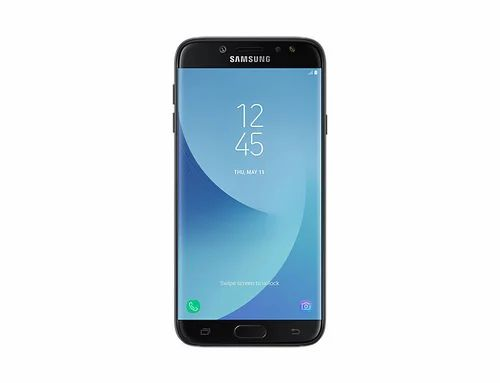 SAMSUNG
12
45
THU, MAY 11
Swipe screen to unlock